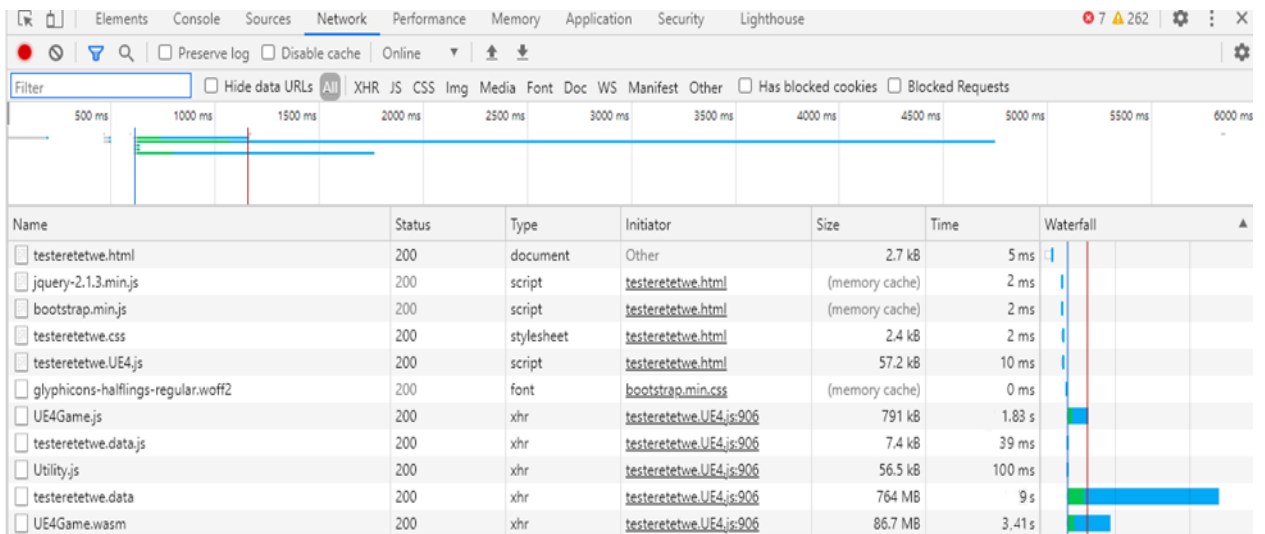 Elements Console Sources Network Performance Memory Application Security Lighthouse 7 262
Preserve log Disable cache Online
Filter Hide data URLs All XHR JS CSS Img Media Font Doc WS Manifest Other Has blocked cookies Blocked Requests
500 ms 1000 ms 1500 ms 2000 ms 2500 ms 3000 ms 3500 ms 4000 ms 4500 ms 5000 ms 5500 ms 6000 ms
Name Status Type Initiator Size Time Waterfall
testeretetwe.html 200 document Other 2.7 kB 5 ms
jquery-2.1.3.min.js 200 script testeretetwe.html (memory cache) 2 ms
bootstrap.min.js 200 script testeretetwe.html (memory cache) 2 ms
testeretetwe.css 200 stylesheet testeretetwe.html 2.4 kB 2 ms
testeretetwe.UE4.js 200 script testeretetwe.html 57.2 kB 10 ms
glyphicons-halflings-regular.woff2 200 font bootstrap.min.css (memory cache) 0 ms
UE4Game.js 200 xhr testeretetwe.UE4.js:906 791 kB 1.83 s
testeretetwe.data.js 200 xhr testeretetwe.UE4.js:906 7.4 kB 39 ms
Utility.js 200 xhr testeretetwe.UE4.js:906 56.5 kB 100 ms
testeretetwe.data 200 xhr testeretetwe.UE4.js:906 764 MB 9 s
UE4Game.wasm 200 xhr testeretetwe.UE4.js:906 86.7 MB 3.41 s